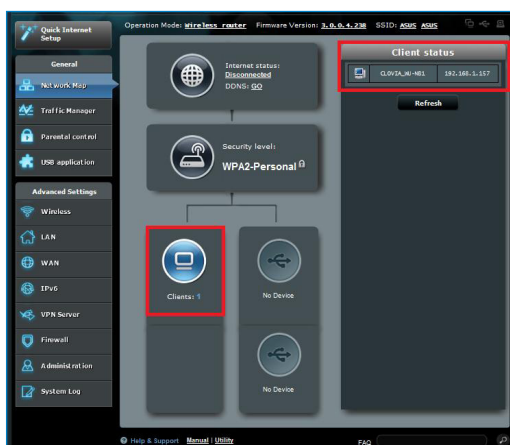 Quick Internet
Setup
Operation Mode: Wireless router Firmware Version: 3.0.0.4.238 SSID: ASUS ASUS
General
Network Map
Traffic Manager
Parental control
USB application
Advanced Settings
Wireless
LAN
WAN
IPv6
VPN Server
Firewall
Administration
System Log
Internet status:
Disconnected
DDNS: GO
Security level:
WPA2-Personal
Clients: 1
No Device
No Device
Client status
CLOVIA_WU-NB1 192.168.1.157
Refresh
Help & Support Manual | Utility FAQ